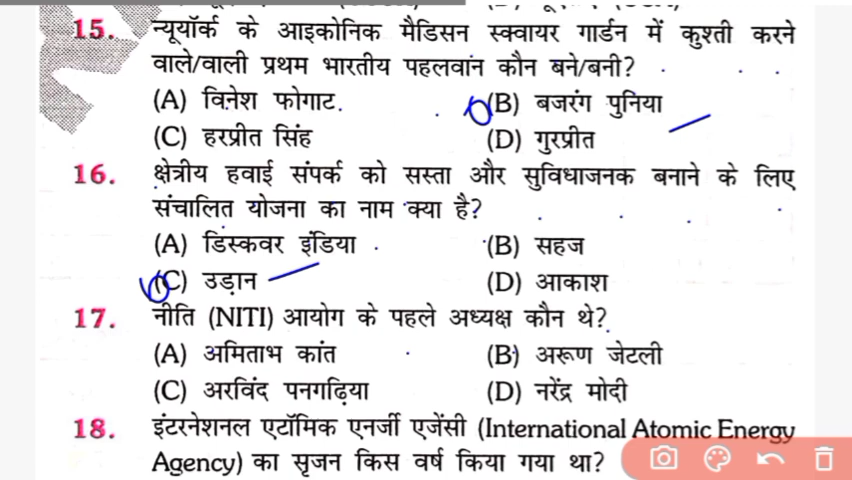 15. न्यूयॉर्क के आइकोनिक मैडिसन स्क्वायर गार्डन में कुश्ती करने
वाले/वाली प्रथम भारतीय पहलवान कौन बने/बनी?
(A) विनेश फोगाट (B) बजरंग पुनिया
(C) हरप्रीत सिंह (D) गुरप्रीत
16. क्षेत्रीय हवाई संपर्क को सस्ता और सुविधाजनक बनाने के लिए
संचालित योजना का नाम क्या है?
(A) डिस्कवर इंडिया (B) सहज
(C) उड़ान (D) आकाश
17. नीति (NITI) आयोग के पहले अध्यक्ष कौन थे?
(A) अमिताभ कांत (B) अरूण जेटली
(C) अरविंद पनगढ़िया (D) नरेंद्र मोदी
18. इंटरनेशनल एटॉमिक एनर्जी एजेंसी (International Atomic Energy
Agency) का सृजन किस वर्ष किया गया था?